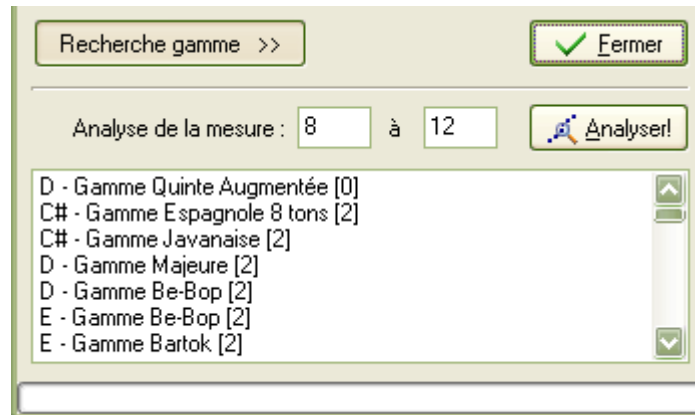 Recherche gamme >>
Fermer
Analyse de la mesure : 8 à 12 Analyser!
D - Gamme Quinte Augmentée [0]
C# - Gamme Espagnole 8 tons [2]
C# - Gamme Javanaise [2]
D - Gamme Majeure [2]
D - Gamme Be-Bop [2]
E - Gamme Be-Bop [2]
E - Gamme Bartok [2]